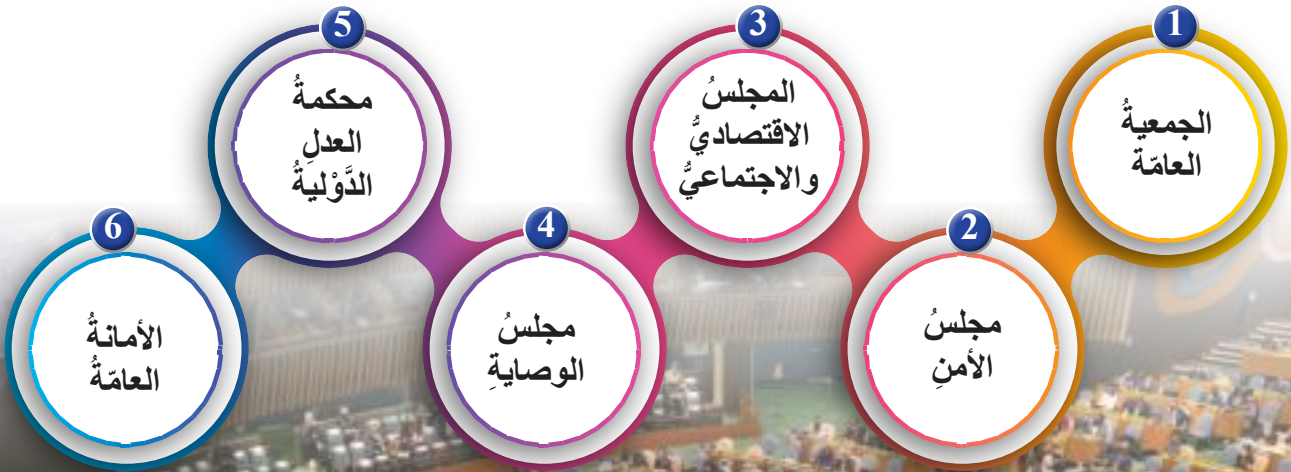 1
الجمعيةُ
العامّة
2
مجلسُ
الأمنِ
3
المجلسُ
الاقتصاديُّ
والاجتماعيُّ
4
مجلسُ
الوصايةِ
5
محكمةُ
العدلِ
الدَّوْليةُ
6
الأمانةُ
العامّةُ